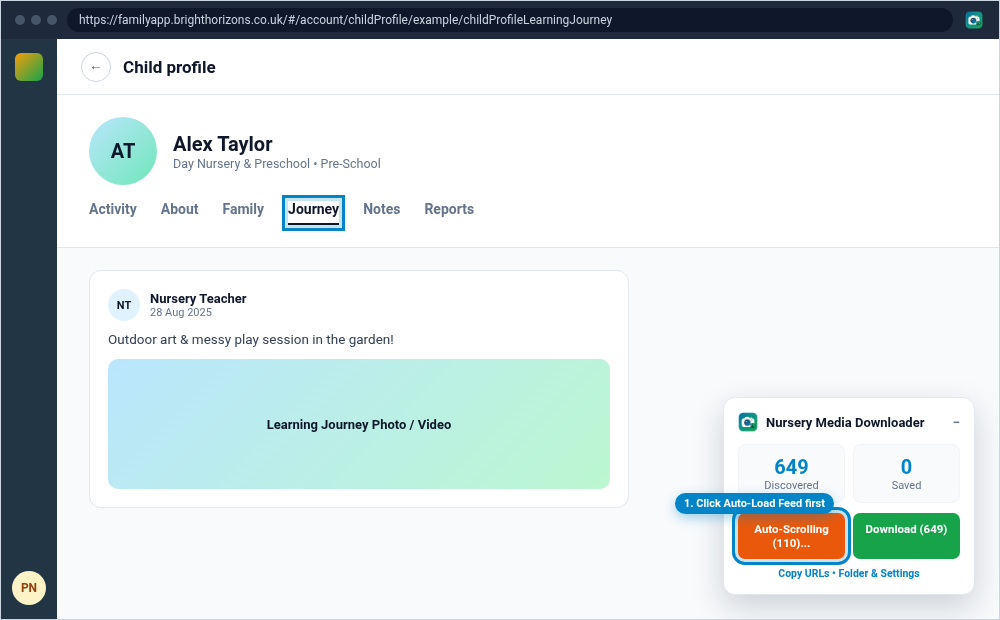 https://familyapp.brighthorizons.co.uk/#/account/childProfile/example/childProfileLearningJourney
←
Child profile
AT
Alex Taylor
Day Nursery & Preschool • Pre-School
Activity
About
Family
Journey
Notes
Reports
NT
Nursery Teacher
28 Aug 2025
Outdoor art & messy play session in the garden!
Learning Journey Photo / Video
Nursery Media Downloader
−
649
Discovered
0
Saved
1. Click Auto-Load Feed first
Auto-Scrolling
(110)...
Download (649)
Copy URLs • Folder & Settings
PN